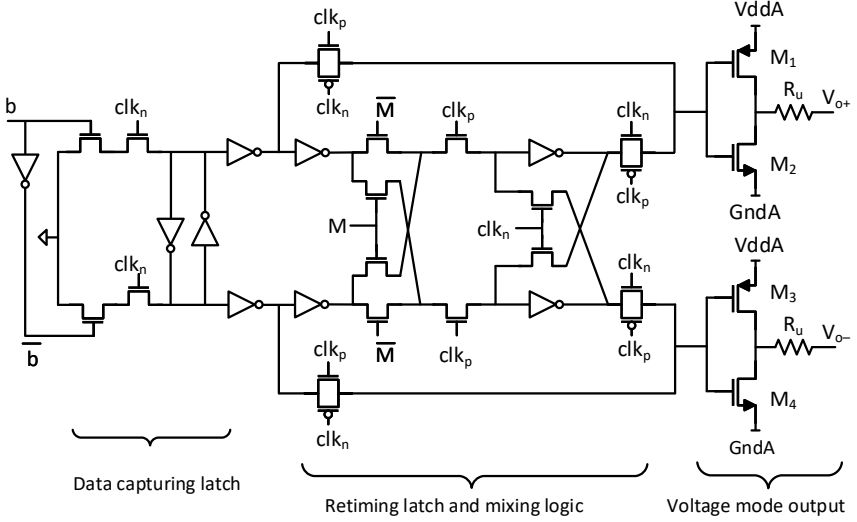 clkₚ
VddA
M₁
b
clkₙ
clkₙ
M̅
clkₚ
clkₙ
Rᵤ
Vₒ₊
M₂
clkₚ
GndA
M
clkₙ
VddA
clkₙ
clkₙ
M₃
Rᵤ
Vₒ₋
b̅
clkₚ
M̅
clkₚ
clkₚ
M₄
clkₙ
GndA
Data capturing latch
Retiming latch and mixing logic
Voltage mode output